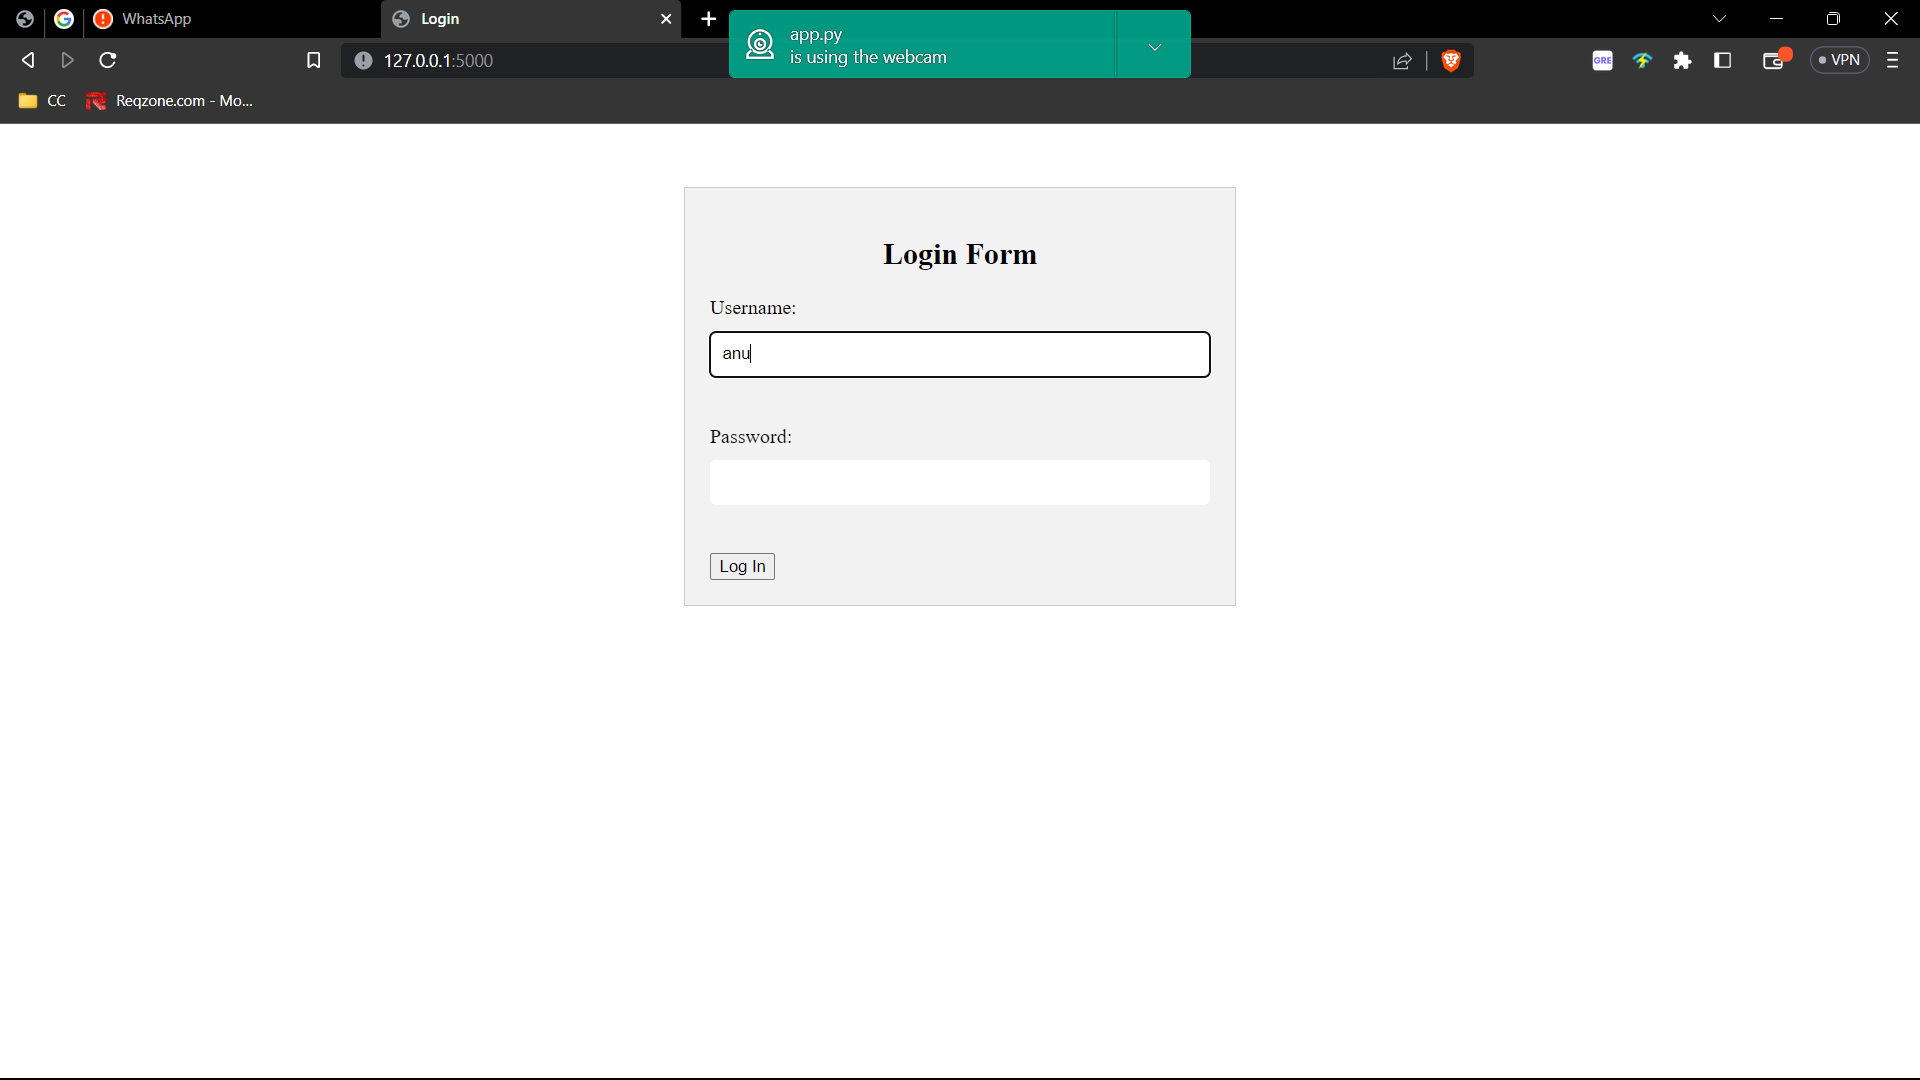 WhatsApp
Login
app.py
is using the webcam
127.0.0.1:5000
GRE
VPN
CC
Reqzone.com - Mo...
Login Form
Username:
anu
Password:
Log In